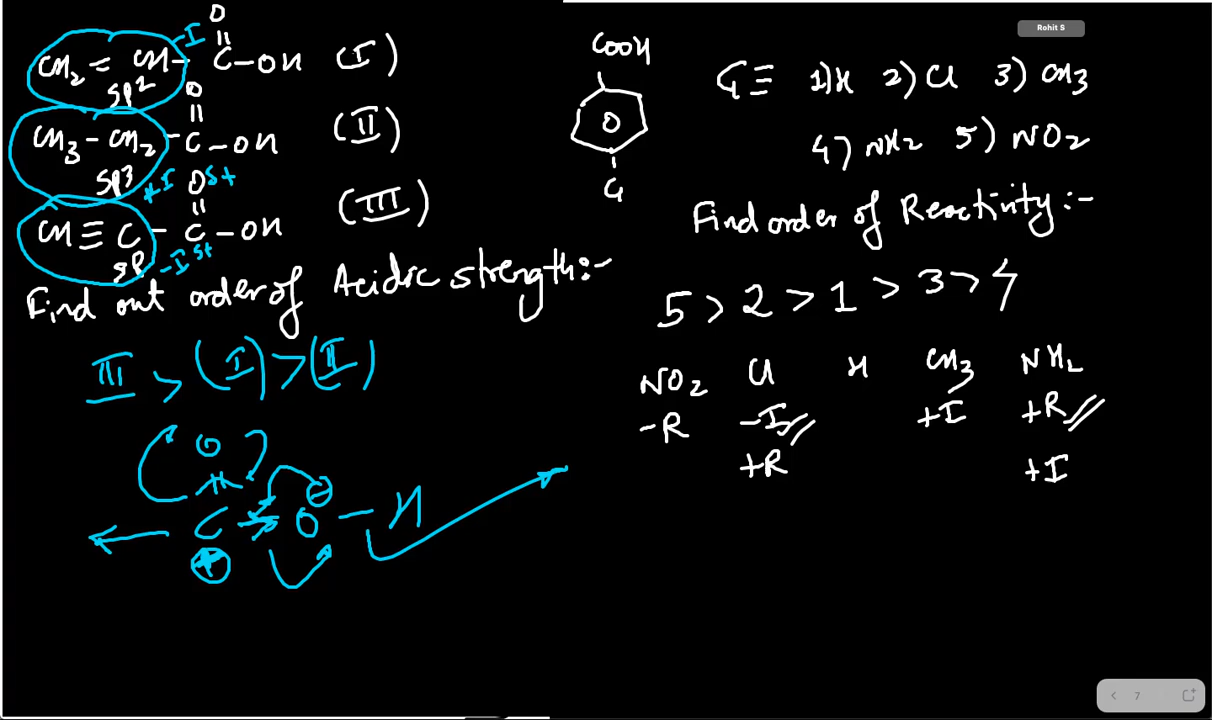 CH2 = CH - C - OH (I)
O
-I
sp2
CH3 - CH2 - C - OH (II)
O
sp3
+I
CH ≡ C - C - OH (III)
O δ+
sp
-I δ+
Find out order of Acidic strength:-
III > (I) > (II)
O
C O - H
+
-
Rohit S
COOH
G
G ≡ 1) H 2) Cl 3) CH3
4) NH2 5) NO2
Find order of Reactivity:-
5 > 2 > 1 > 3 > 4
NO2 Cl H CH3 NH2
-R -I +I +R
+R +I
7